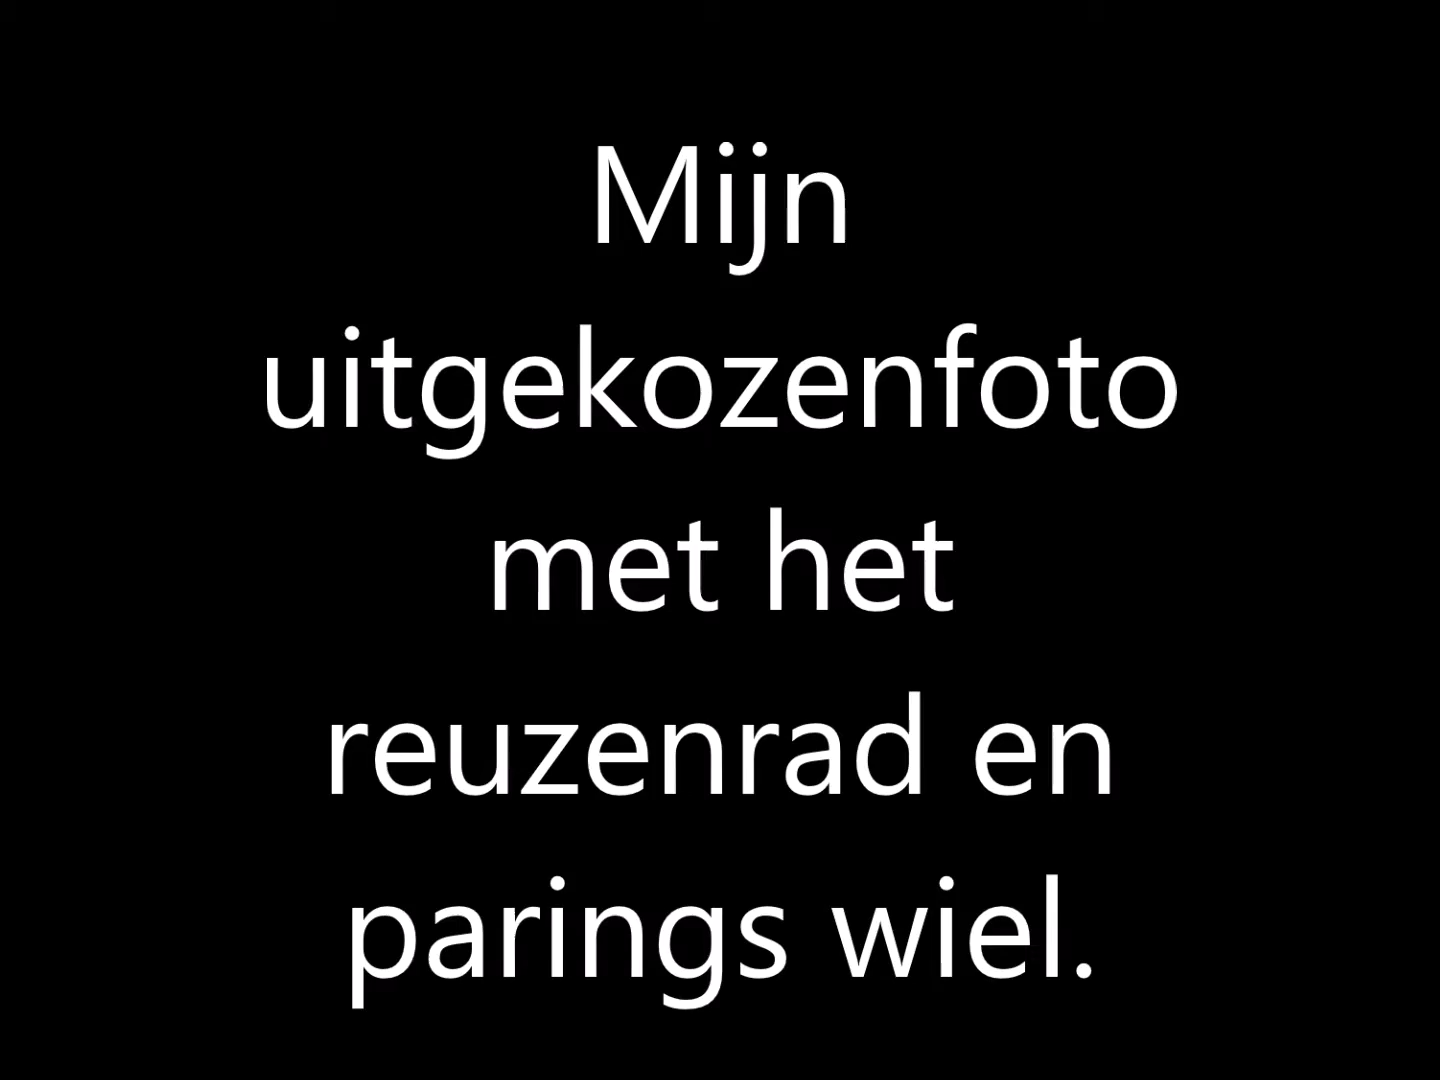 Mijn
uitgekozenfoto
met het
reuzenrad en
parings wiel.